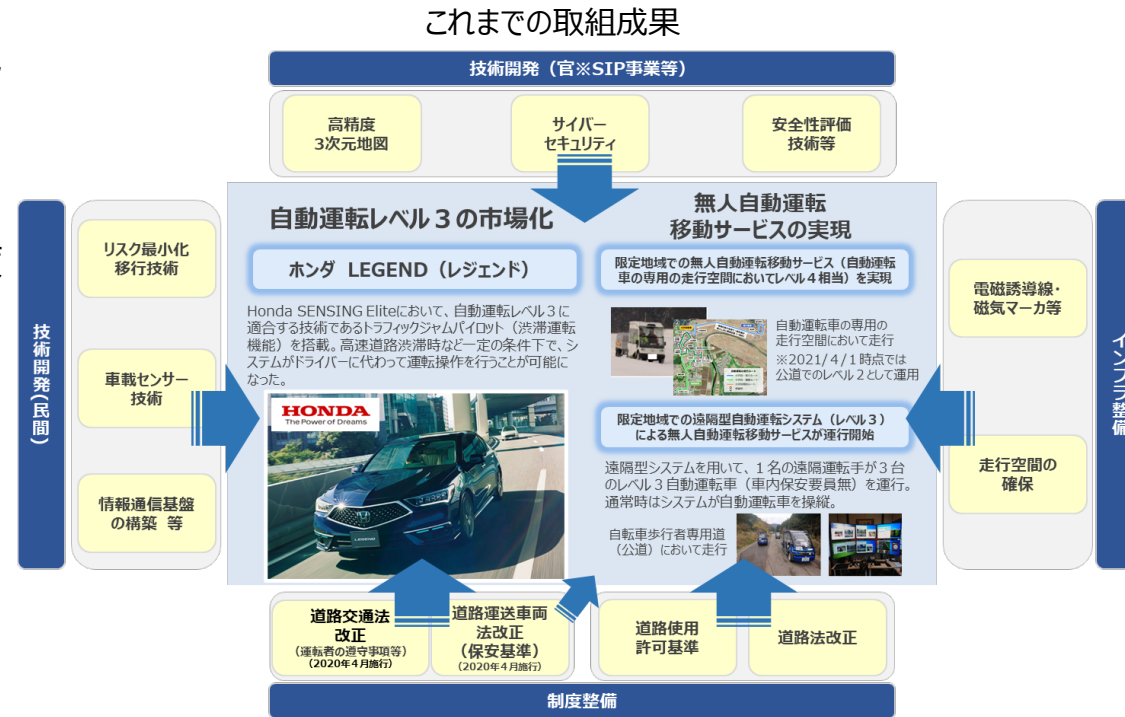 これまでの取組成果
技術開発（官※SIP事業等）
高精度
3次元地図
サイバー
セキュリティ
安全性評価
技術等
技術開発(民間)
リスク最小化
移行技術
車載センサー
技術
情報通信基盤
の構築 等
自動運転レベル３の市場化
ホンダ LEGEND（レジェンド）
Honda SENSING Eliteにおいて、自動運転レベル３に
適合する技術であるトラフィックジャムパイロット（渋滞運転
機能）を搭載。高速道路渋滞時など一定の条件下で、シ
ステムがドライバーに代わって運転操作を行うことが可能に
なった。
HONDA
The Power of Dreams
LEGEND
無人自動運転
移動サービスの実現
限定地域での無人自動運転移動サービス（自動運転
車の専用の走行空間においてレベル４相当）を実現
自動運転車の専用の
走行空間において走行
※2021/４/１時点では
公道でのレベル２として運用
限定地域での遠隔型自動運転システム（レベル３）
による無人自動運転移動サービスが運行開始
遠隔型システムを用いて、１名の遠隔運転手が３台
のレベル３自動運転車（車内保安要員無）を運行。
通常時はシステムが自動運転車を操縦。
自転車歩行者専用道
（公道）において走行
電磁誘導線・
磁気マーカ等
走行空間の
確保
インフラ整備
道路交通法
改正
（運転者の遵守事項等）
（2020年４月施行）
道路運送車両
法改正
（保安基準）
（2020年４月施行）
道路使用
許可基準
道路法改正
制度整備